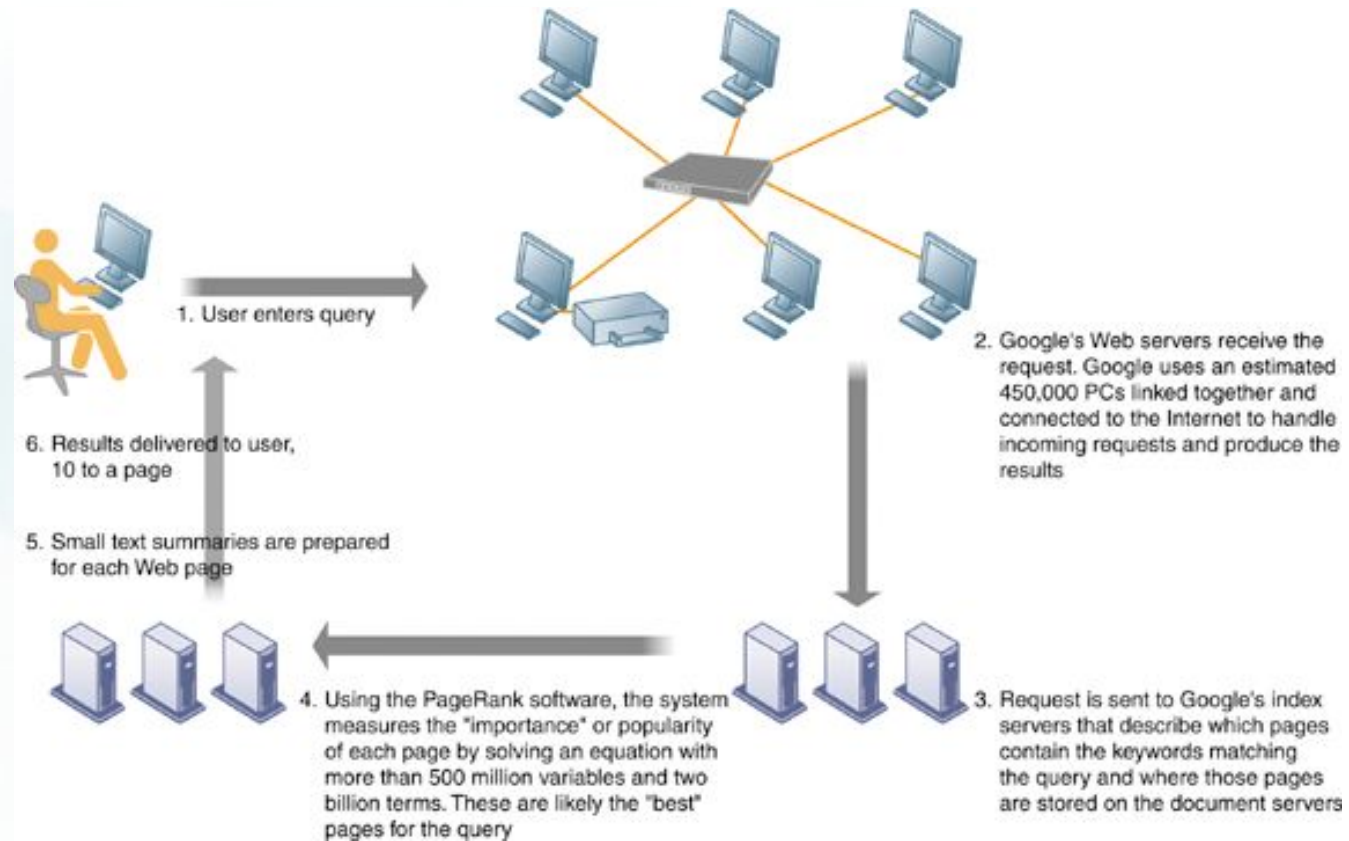 1. User enters query
2. Google's Web servers receive the
request. Google uses an estimated
450,000 PCs linked together and
connected to the Internet to handle
incoming requests and produce the
results
3. Request is sent to Google's index
servers that describe which pages
contain the keywords matching
the query and where those pages
are stored on the document servers
4. Using the PageRank software, the system
measures the "importance" or popularity
of each page by solving an equation with
more than 500 million variables and two
billion terms. These are likely the "best"
pages for the query
5. Small text summaries are prepared
for each Web page
6. Results delivered to user,
10 to a page